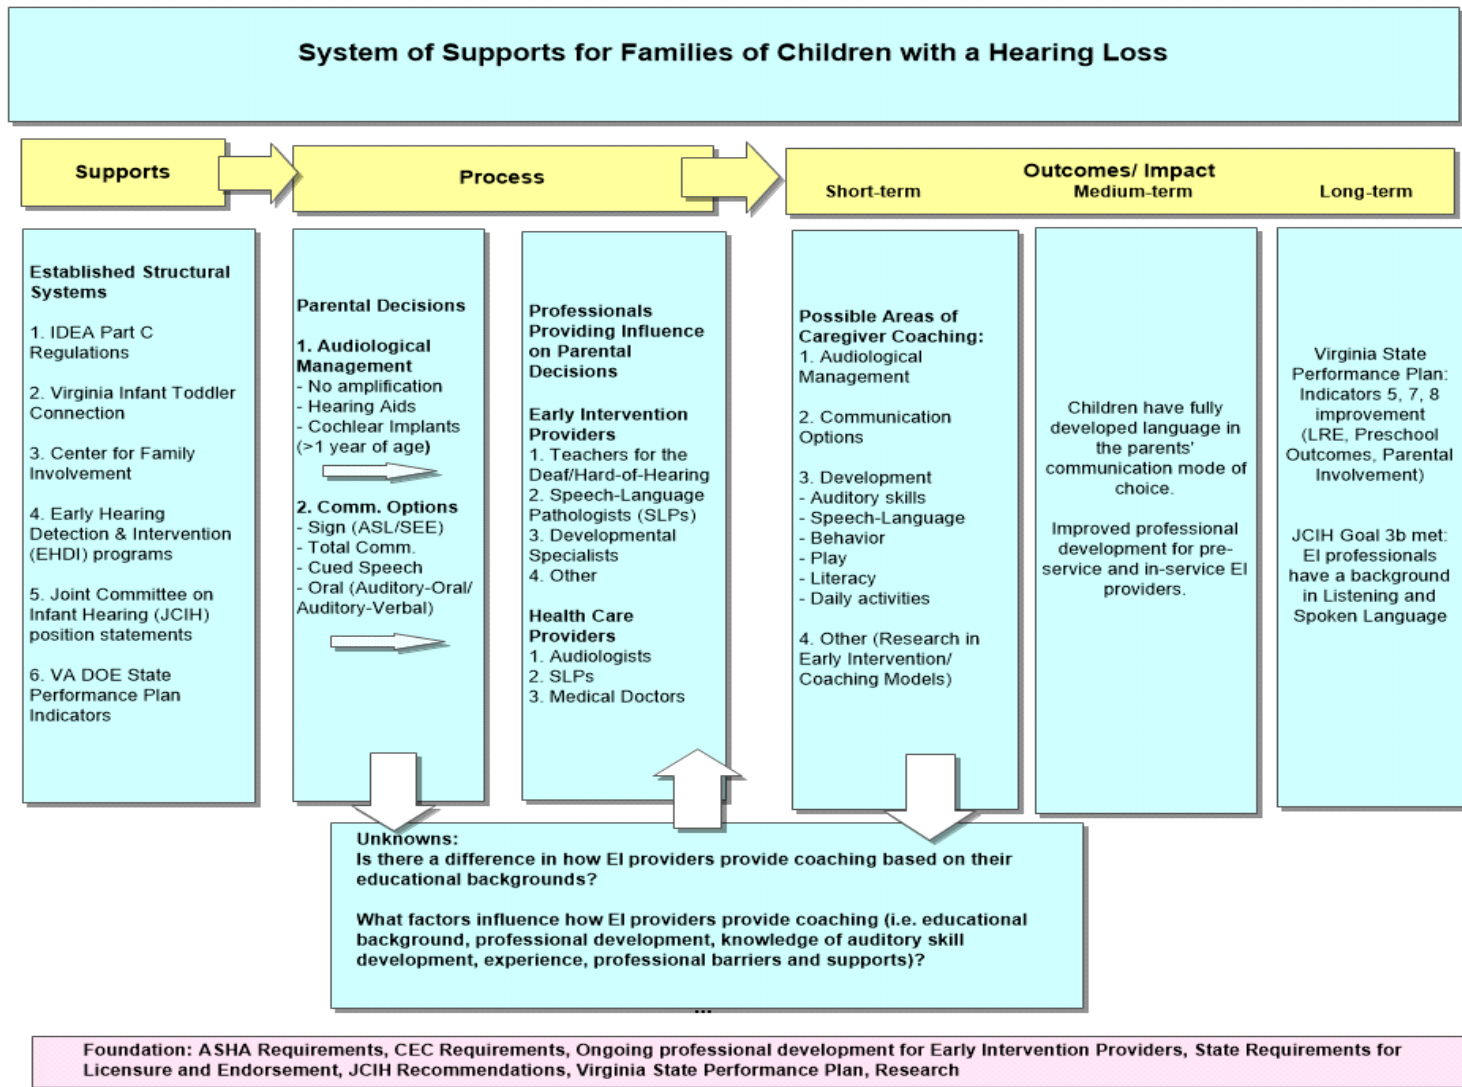 System of Supports for Families of Children with a Hearing Loss
Supports
Process
Outcomes/ Impact
Short-term
Medium-term
Long-term
Established Structural
Systems
1. IDEA Part C
Regulations
2. Virginia Infant Toddler
Connection
3. Center for Family
Involvement
4. Early Hearing
Detection & Intervention
(EHDI) programs
5. Joint Committee on
Infant Hearing (JCIH)
position statements
6. VA DOE State
Performance Plan
Indicators
Parental Decisions
1. Audiological
Management
- No amplification
- Hearing Aids
- Cochlear Implants
(>1 year of age)
2. Comm. Options
- Sign (ASL/SEE)
- Total Comm.
- Cued Speech
- Oral (Auditory-Oral/
Auditory-Verbal)
Professionals
Providing Influence
on Parental
Decisions
Early Intervention
Providers
1. Teachers for the
Deaf/Hard-of-Hearing
2. Speech-Language
Pathologists (SLPs)
3. Developmental
Specialists
4. Other
Health Care
Providers
1. Audiologists
2. SLPs
3. Medical Doctors
Possible Areas of
Caregiver Coaching:
1. Audiological
Management
2. Communication
Options
3. Development
- Auditory skills
- Speech-Language
- Behavior
- Play
- Literacy
- Daily activities
4. Other (Research in
Early Intervention/
Coaching Models)
Children have fully
developed language in
the parents'
communication mode of
choice.
Improved professional
development for pre-
service and in-service EI
providers.
Virginia State
Performance Plan:
Indicators 5, 7, 8
improvement
(LRE, Preschool
Outcomes, Parental
Involvement)
JCIH Goal 3b met:
EI professionals
have a background
in Listening and
Spoken Language
Unknowns:
Is there a difference in how EI providers provide coaching based on their
educational backgrounds?
What factors influence how EI providers provide coaching (i.e. educational
background, professional development, knowledge of auditory skill
development, experience, professional barriers and supports)?
...
Foundation: ASHA Requirements, CEC Requirements, Ongoing professional development for Early Intervention Providers, State Requirements for
Licensure and Endorsement, JCIH Recommendations, Virginia State Performance Plan, Research